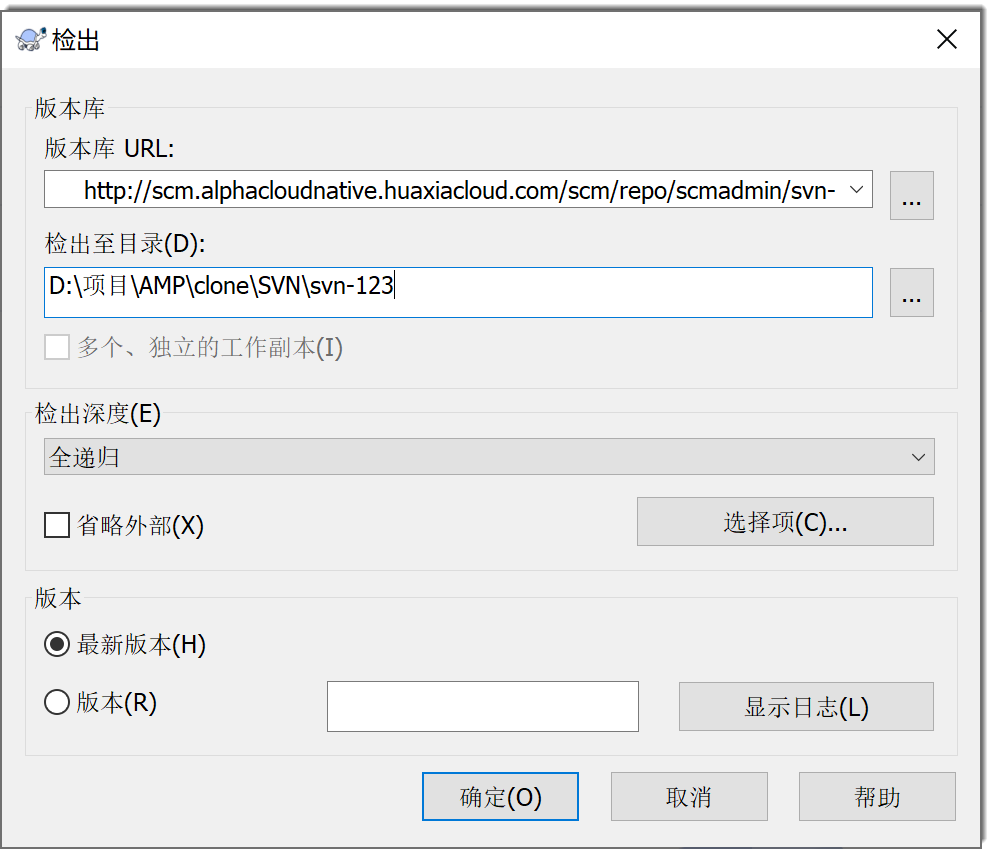 检出
版本库
版本库 URL:
http://scm.alphacloudnative.huaxiacloud.com/scm/repo/scmadmin/svn-
...
检出至目录(D):
D:\项目\AMP\clone\SVN\svn-123
...
多个、独立的工作副本(I)
检出深度(E)
全递归
省略外部(X)
选择项(C)...
版本
最新版本(H)
版本(R)
显示日志(L)
确定(O)
取消
帮助